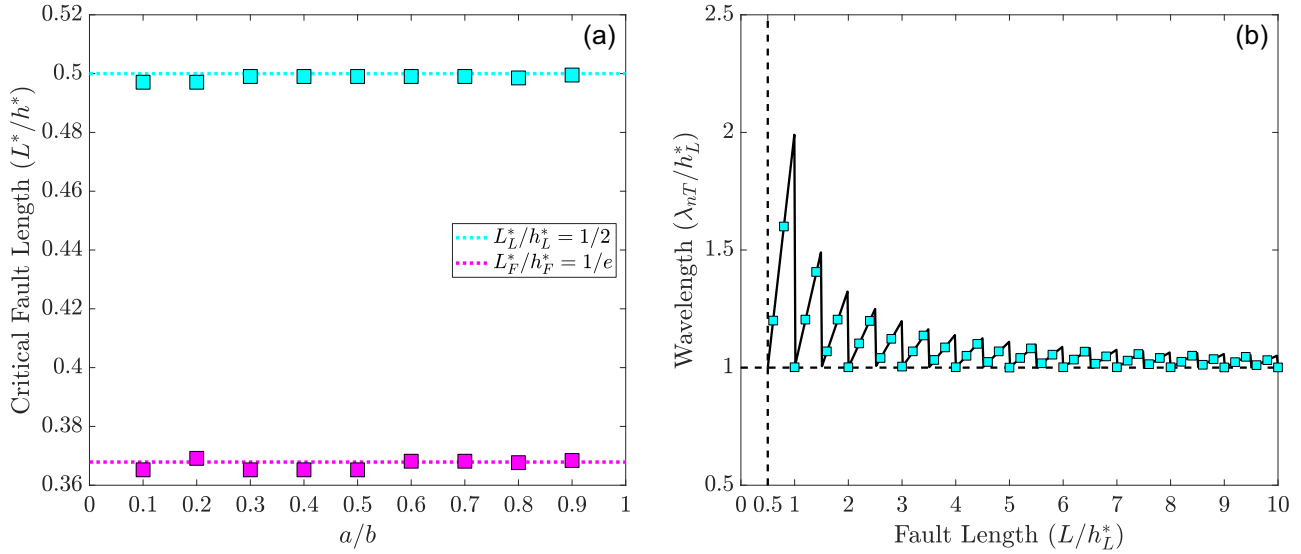 (a)
Critical Fault Length (L*/h*)
0.52
0.5
0.48
0.46
0.44
0.42
0.4
0.38
0.36
L*_L/h*_L = 1/2
L*_F/h*_F = 1/e
0 0.1 0.2 0.3 0.4 0.5 0.6 0.7 0.8 0.9 1
a/b
(b)
Wavelength (λ_nT/h*_L)
2.5
2
1.5
1
0.5
0 0.5 1 2 3 4 5 6 7 8 9 10
Fault Length (L/h*_L)